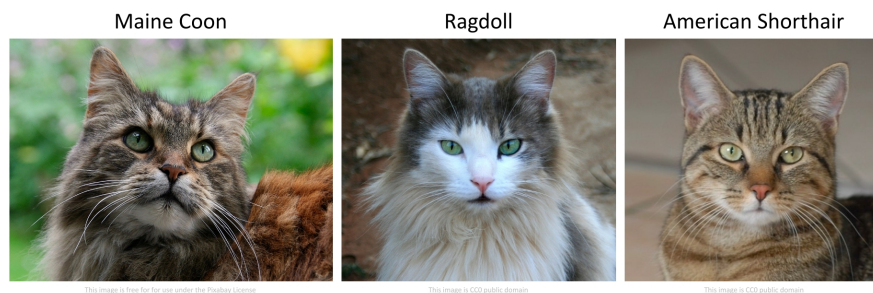 Maine Coon
Ragdoll
American Shorthair
This image is free for for use under the Pixabay License
This image is CC0 public domain
This image is CC0 public domain